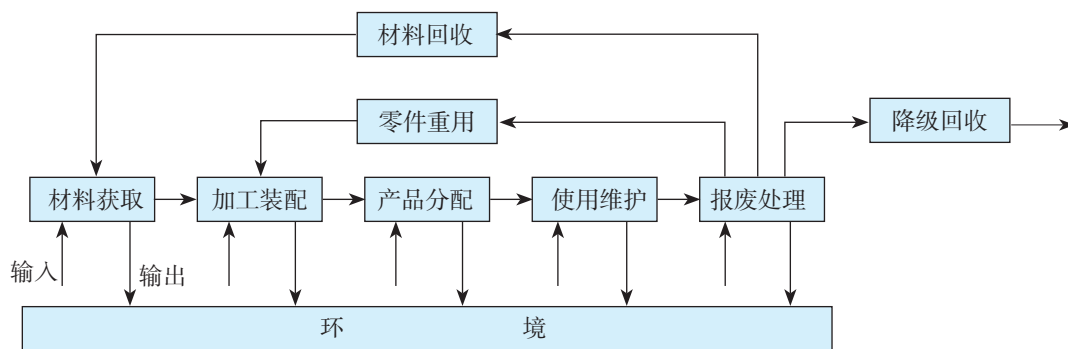 材料回收
零件重用
降级回收
材料获取
加工装配
产品分配
使用维护
报废处理
输入
输出
环境